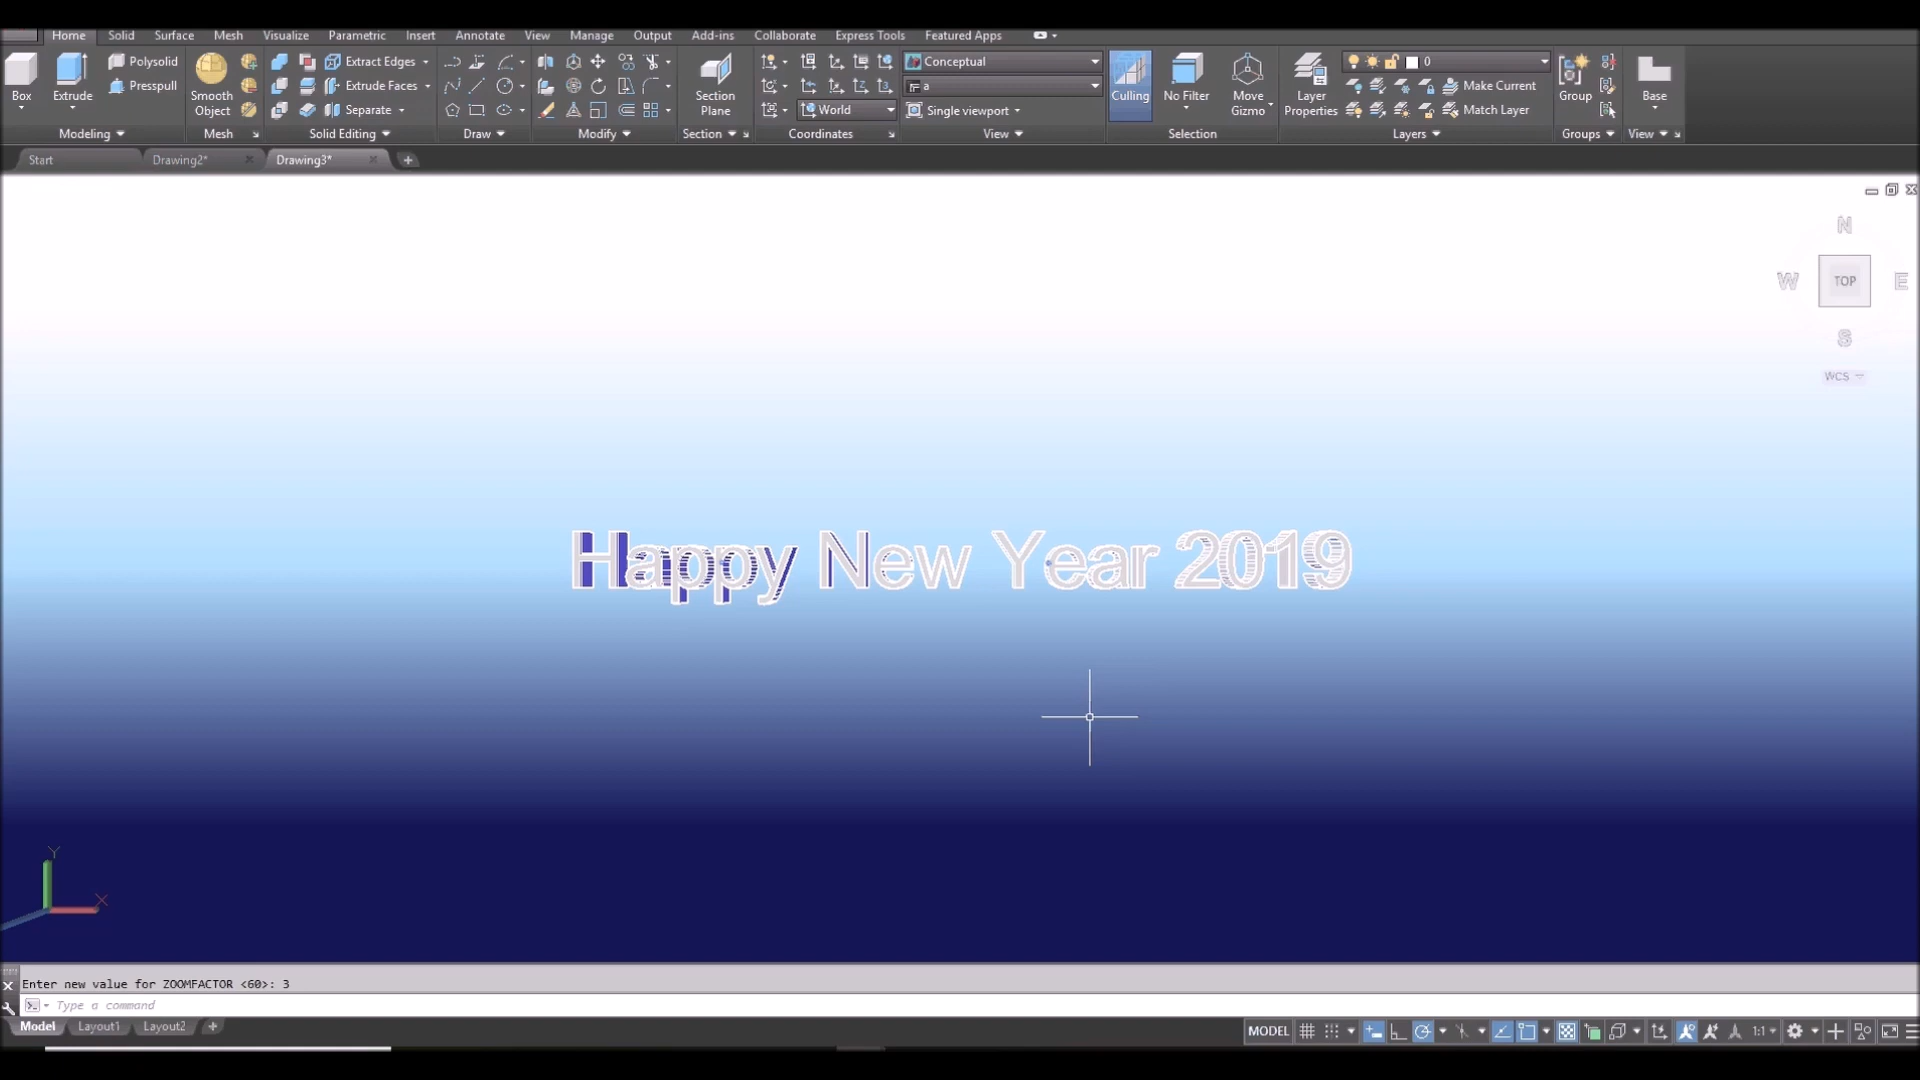 Home Solid Surface Mesh Visualize Parametric Insert Annotate View Manage Output Add-ins Collaborate Express Tools Featured Apps
Polysolid Extract Edges Conceptual 0
Presspull Extrude Faces a Make Current
Box Extrude Smooth Object Section Plane Culling No Filter Move Gizmo Layer Properties Group Base
Separate World Single viewport Match Layer
Modeling Mesh Solid Editing Draw Modify Section Coordinates View Selection Layers Groups View
Start Drawing2* Drawing3*
N
W TOP E
S
WCS
Happy New Year 2019
Y
X
Enter new value for ZOOMFACTOR <60>: 3
Type a command
Model Layout1 Layout2
MODEL 1:1